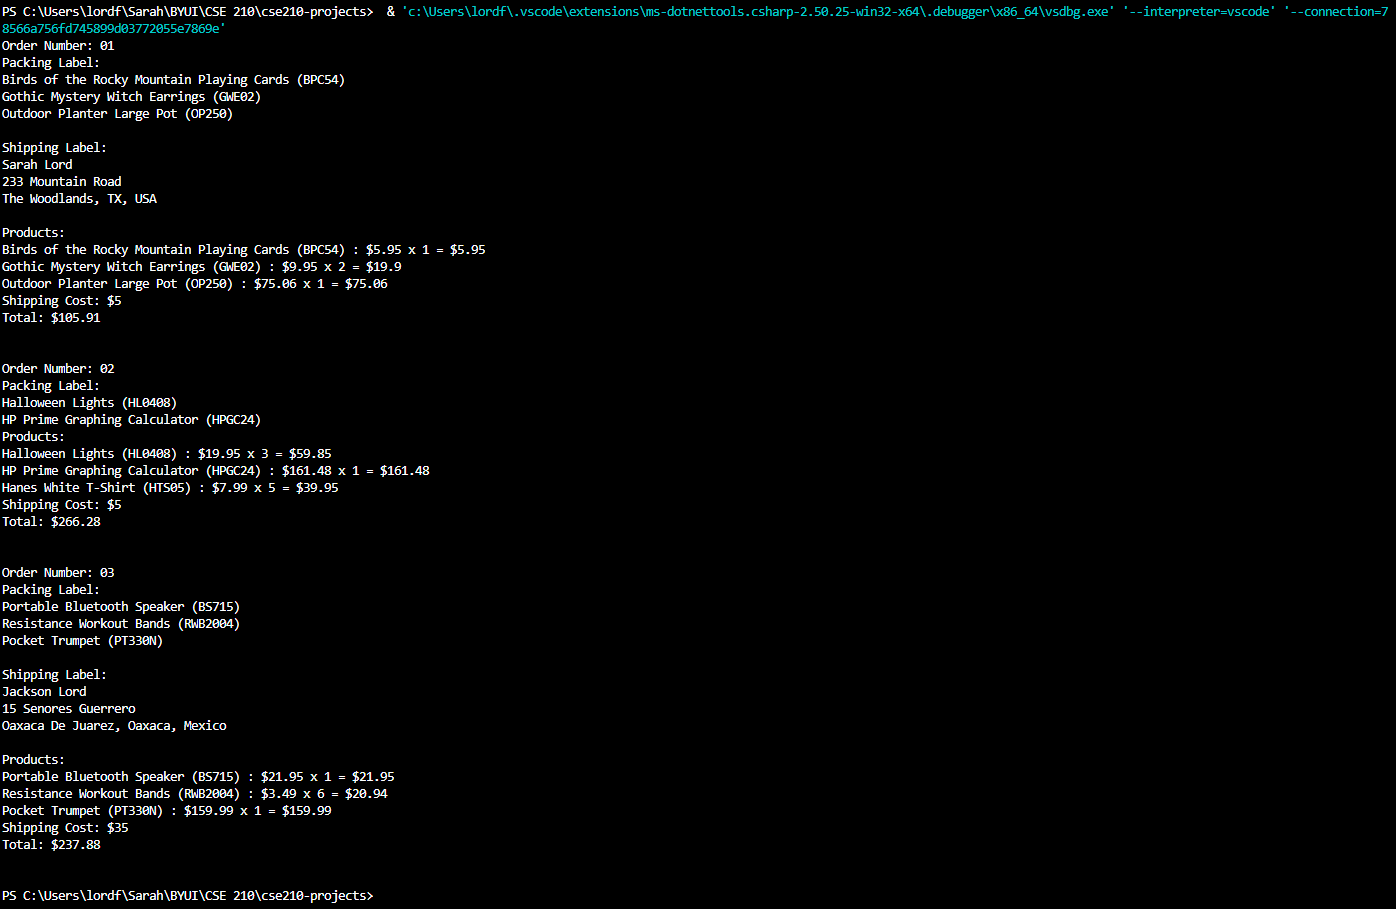 PS C:\Users\lordf\Sarah\BYUI\CSE 210\cse210-projects>  & 'c:\Users\lordf\.vscode\extensions\ms-dotnettools.csharp-2.50.25-win32-x64\.debugger\x86_64\vsdbg.exe' '--interpreter=vscode' '--connection=7
8566a756fd745899d03772055e7869e'
Order Number: 01
Packing Label:
Birds of the Rocky Mountain Playing Cards (BPC54)
Gothic Mystery Witch Earrings (GWE02)
Outdoor Planter Large Pot (OP250)

Shipping Label:
Sarah Lord
233 Mountain Road
The Woodlands, TX, USA

Products:
Birds of the Rocky Mountain Playing Cards (BPC54) : $5.95 x 1 = $5.95
Gothic Mystery Witch Earrings (GWE02) : $9.95 x 2 = $19.9
Outdoor Planter Large Pot (OP250) : $75.06 x 1 = $75.06
Shipping Cost: $5
Total: $105.91

Order Number: 02
Packing Label:
Halloween Lights (HL0408)
HP Prime Graphing Calculator (HPGC24)
Products:
Halloween Lights (HL0408) : $19.95 x 3 = $59.85
HP Prime Graphing Calculator (HPGC24) : $161.48 x 1 = $161.48
Hanes White T-Shirt (HTS05) : $7.99 x 5 = $39.95
Shipping Cost: $5
Total: $266.28

Order Number: 03
Packing Label:
Portable Bluetooth Speaker (BS715)
Resistance Workout Bands (RWB2004)
Pocket Trumpet (PT330N)

Shipping Label:
Jackson Lord
15 Senores Guerrero
Oaxaca De Juarez, Oaxaca, Mexico

Products:
Portable Bluetooth Speaker (BS715) : $21.95 x 1 = $21.95
Resistance Workout Bands (RWB2004) : $3.49 x 6 = $20.94
Pocket Trumpet (PT330N) : $159.99 x 1 = $159.99
Shipping Cost: $35
Total: $237.88

PS C:\Users\lordf\Sarah\BYUI\CSE 210\cse210-projects>